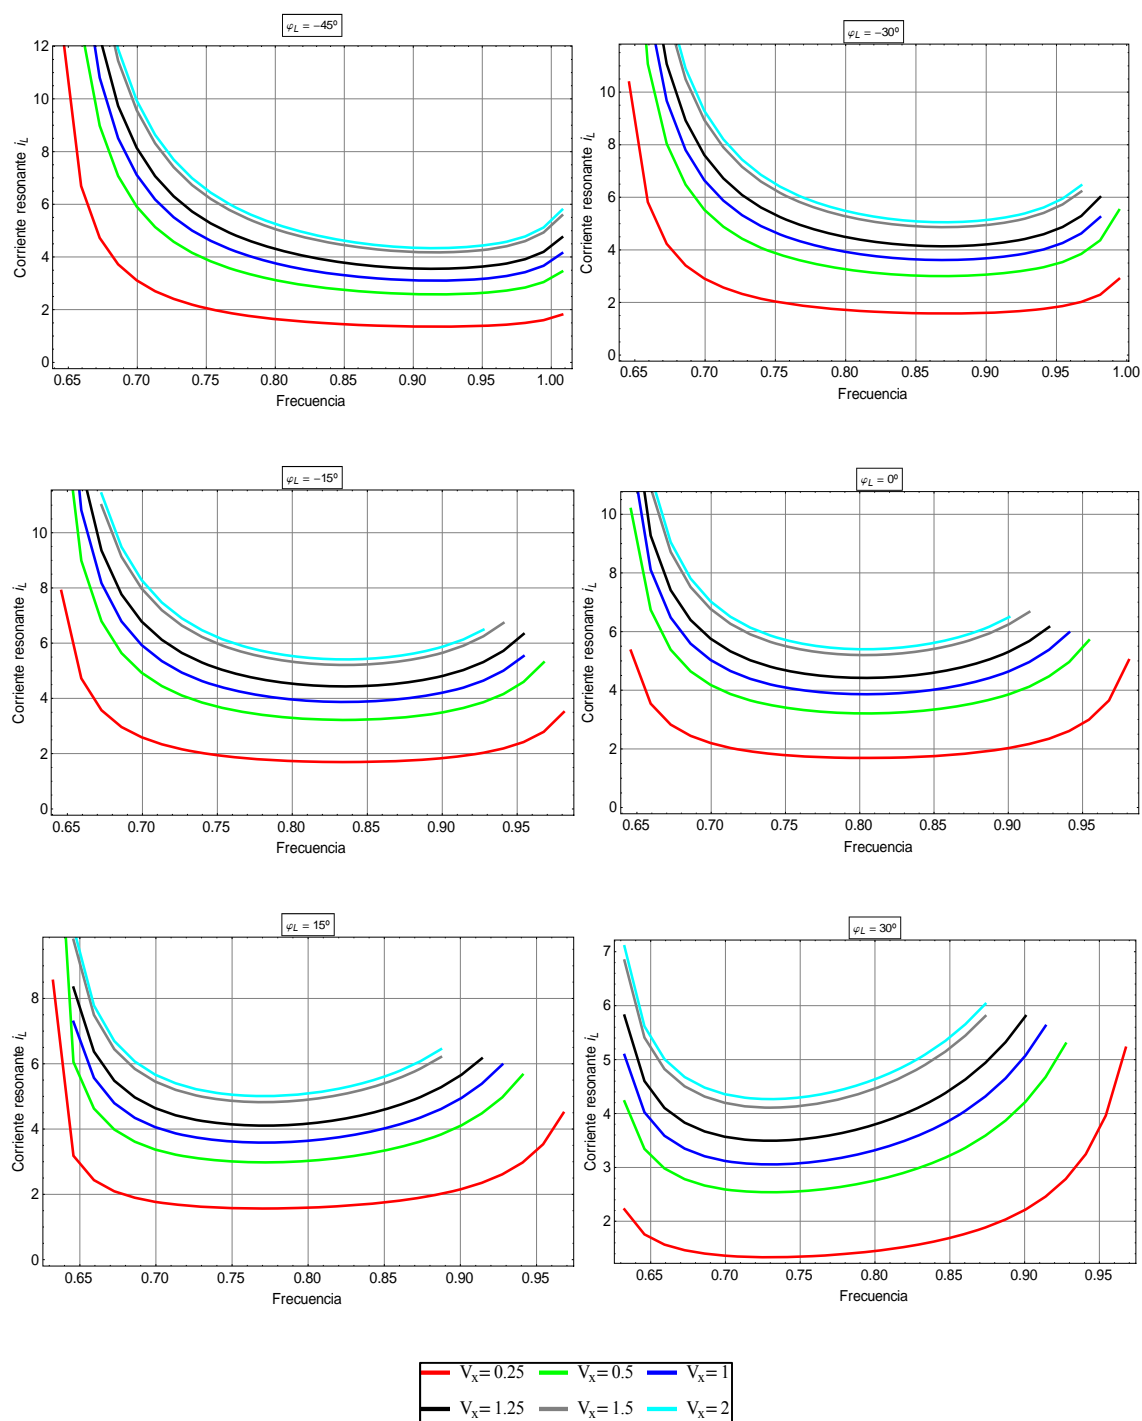 φL = −45º
12
10
8
6
4
2
0
Corriente resonante iL
0.65 0.70 0.75 0.80 0.85 0.90 0.95 1.00
Frecuencia
φL = −30º
10
8
6
4
2
0
Corriente resonante iL
0.65 0.70 0.75 0.80 0.85 0.90 0.95 1.00
Frecuencia
φL = −15º
10
8
6
4
2
0
Corriente resonante iL
0.65 0.70 0.75 0.80 0.85 0.90 0.95
Frecuencia
φL = 0º
10
8
6
4
2
0
Corriente resonante iL
0.65 0.70 0.75 0.80 0.85 0.90 0.95
Frecuencia
φL = 15º
8
6
4
2
0
Corriente resonante iL
0.65 0.70 0.75 0.80 0.85 0.90 0.95
Frecuencia
φL = 30º
7
6
5
4
3
2
Corriente resonante iL
0.65 0.70 0.75 0.80 0.85 0.90 0.95
Frecuencia
Vx= 0.25 Vx= 0.5 Vx= 1
Vx= 1.25 Vx= 1.5 Vx= 2